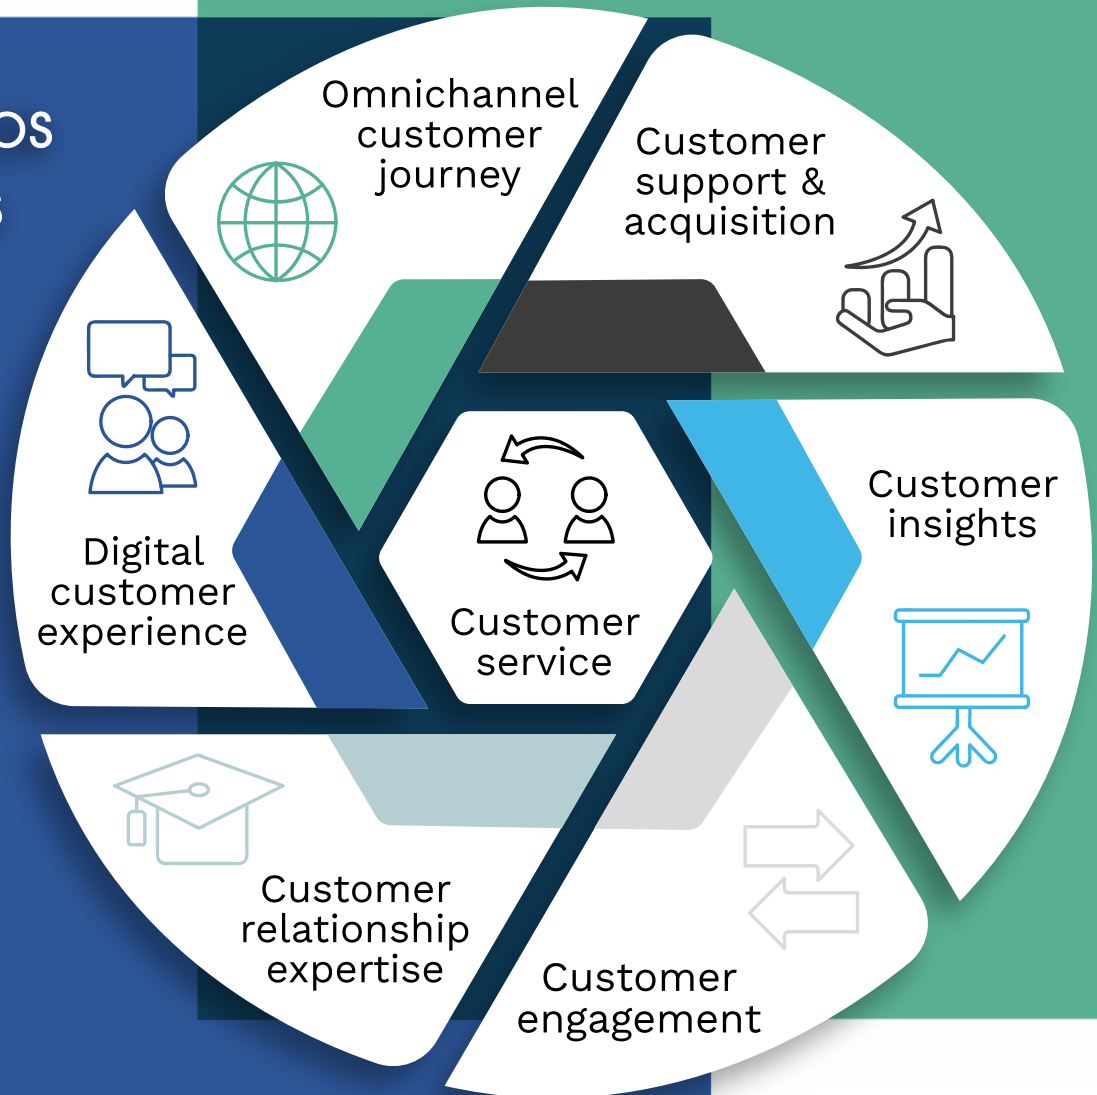 Omnichannel
customer
journey
Customer
support &
acquisition
Customer
insights
Customer
engagement
Customer
relationship
expertise
Digital
customer
experience
Customer
service